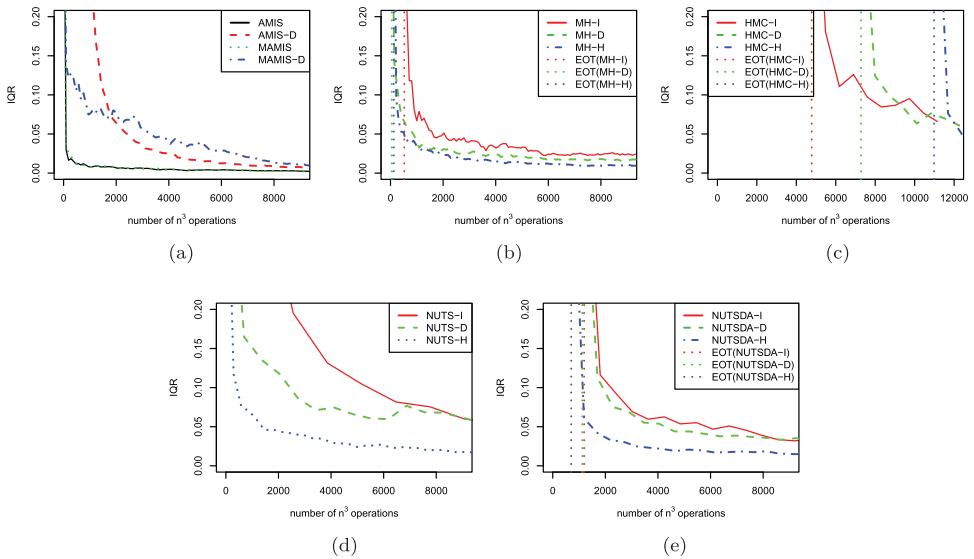 0.20
0.15
0.10
0.05
0.00
IQR
AMIS
AMIS-D
MAMIS
MAMIS-D
0 2000 4000 6000 8000
number of n³ operations
(a)
0.20
0.15
0.10
0.05
0.00
IQR
MH-I
MH-D
MH-H
EOT(MH-I)
EOT(MH-D)
EOT(MH-H)
0 2000 4000 6000 8000
number of n³ operations
(b)
0.20
0.15
0.10
0.05
0.00
IQR
HMC-I
HMC-D
HMC-H
EOT(HMC-I)
EOT(HMC-D)
EOT(HMC-H)
0 2000 4000 6000 8000 10000 12000
number of n³ operations
(c)
0.20
0.15
0.10
0.05
0.00
IQR
NUTS-I
NUTS-D
NUTS-H
0 2000 4000 6000 8000
number of n³ operations
(d)
0.20
0.15
0.10
0.05
0.00
IQR
NUTSDA-I
NUTSDA-D
NUTSDA-H
EOT(NUTSDA-I)
EOT(NUTSDA-D)
EOT(NUTSDA-H)
0 2000 4000 6000 8000
number of n³ operations
(e)